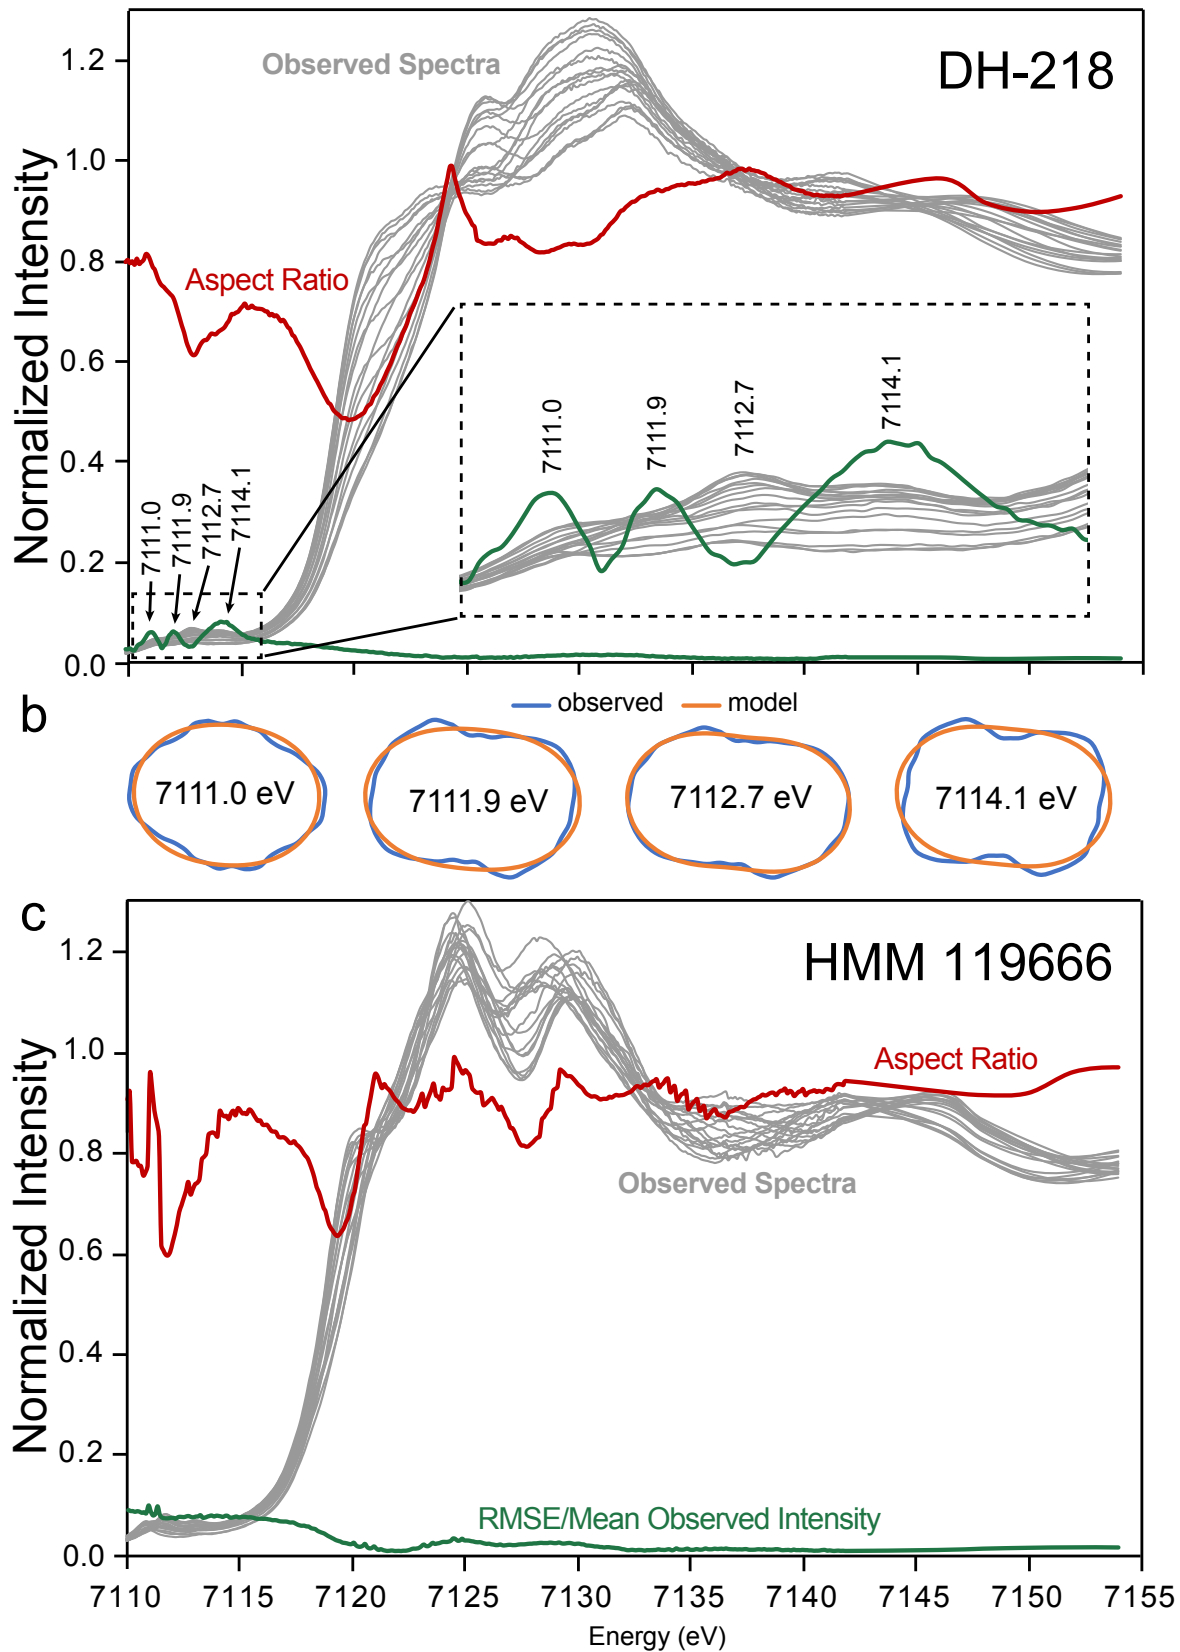 DH-218
Observed Spectra
1.2
1.0
0.8
0.6
0.4
0.2
0.0
Normalized Intensity
Aspect Ratio
7111.0
7111.9
7112.7
7114.1
7111.0
7111.9
7112.7
7114.1
b
observed
model
7111.0 eV
7111.9 eV
7112.7 eV
7114.1 eV
c
HMM 119666
1.2
1.0
0.8
0.6
0.4
0.2
0.0
Normalized Intensity
Aspect Ratio
Observed Spectra
RMSE/Mean Observed Intensity
7110 7115 7120 7125 7130 7135 7140 7145 7150 7155
Energy (eV)